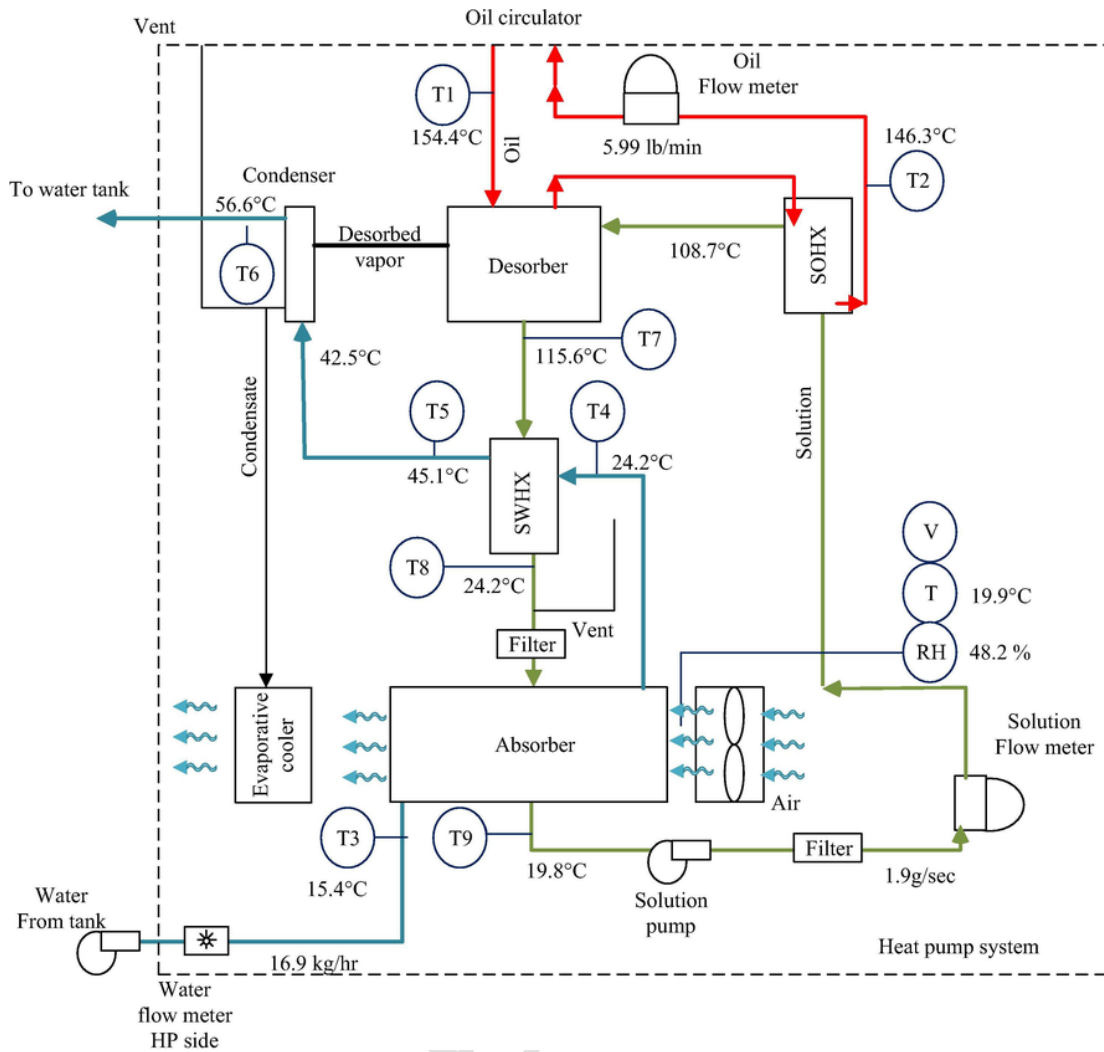 Oil circulator
Vent
Oil
Flow meter
T1
154.4°C
Oil
5.99 lb/min
146.3°C
T2
To water tank
Condenser
56.6°C
T6
Desorbed
vapor
Desorber
108.7°C
SOHX
42.5°C
115.6°C
T7
T5
T4
45.1°C
24.2°C
SWHX
Condensate
Solution
T8
24.2°C
Vent
Filter
V
T
19.9°C
RH
48.2 %
Evaporative
cooler
Absorber
Air
Solution
Flow meter
T3
15.4°C
T9
19.8°C
Solution
pump
Filter
1.9g/sec
Water
From tank
16.9 kg/hr
Heat pump system
Water
flow meter
HP side